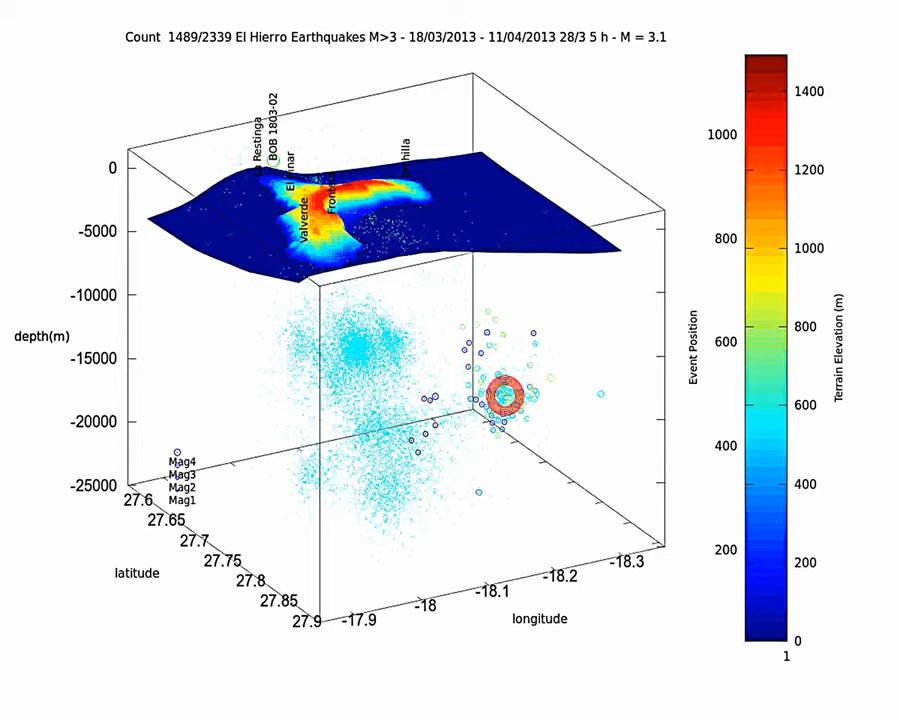 Count 1489/2339 El Hierro Earthquakes M>3 - 18/03/2013 - 11/04/2013 28/3 5 h - M = 3.1
BOB 1803-02
Restinga
El
Valverde
0
-5000
-10000
depth(m)
-15000
-20000
-25000
Mag4
Mag3
Mag2
Mag1
27.6
27.65
27.7
27.75
27.8
27.85
27.9
latitude
-17.9
-18
-18.1
-18.2
-18.3
longitude
1000
800
600
400
200
Event Position
1400
1200
1000
800
600
400
200
0
Terrain Elevation (m)
1